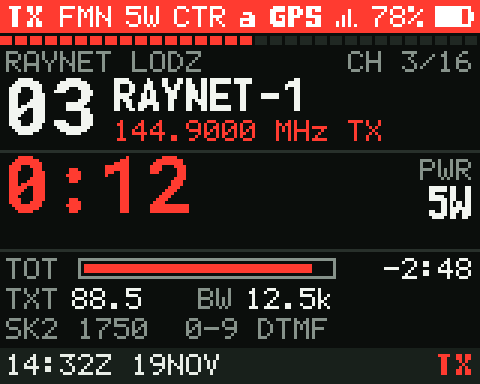 TX FMN 5W CTR a GPS 78%
RAYNET LODZ CH 3/16
03 RAYNET-1
144.9000 MHz TX
0:12 PWR
5W
TOT -2:48
TXT 88.5 BW 12.5k
SK2 1750 0-9 DTMF
14:32Z 19NOV TX